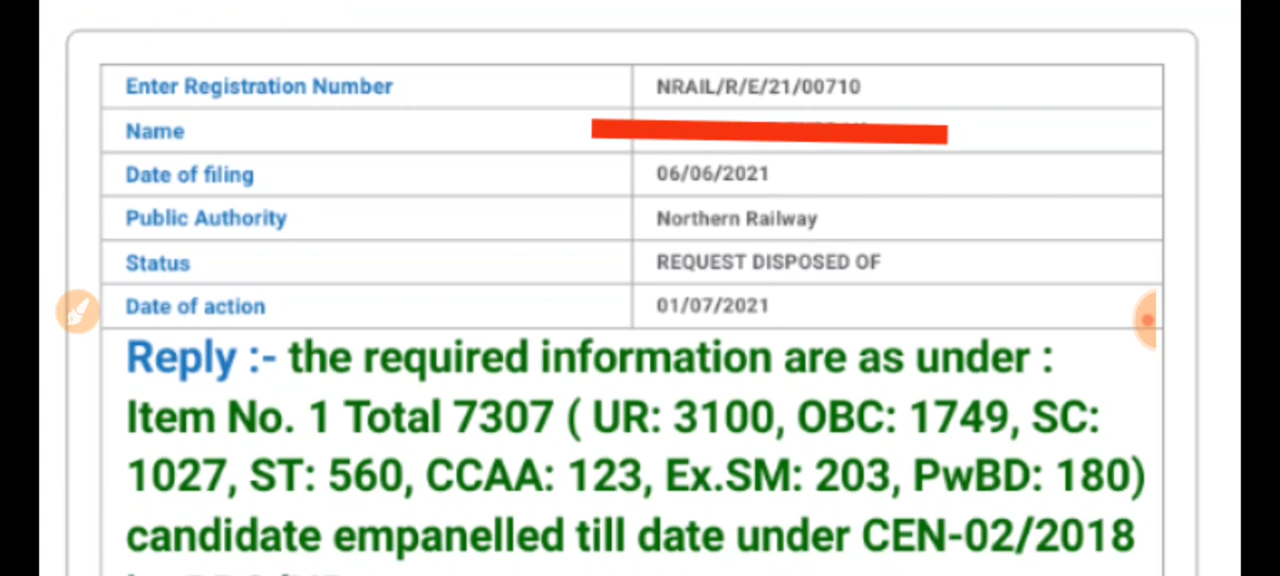 Enter Registration Number NRAIL/R/E/21/00710
Name
Date of filing 06/06/2021
Public Authority Northern Railway
Status REQUEST DISPOSED OF
Date of action 01/07/2021
Reply :- the required information are as under :
Item No. 1 Total 7307 ( UR: 3100, OBC: 1749, SC:
1027, ST: 560, CCAA: 123, Ex.SM: 203, PwBD: 180)
candidate empanelled till date under CEN-02/2018